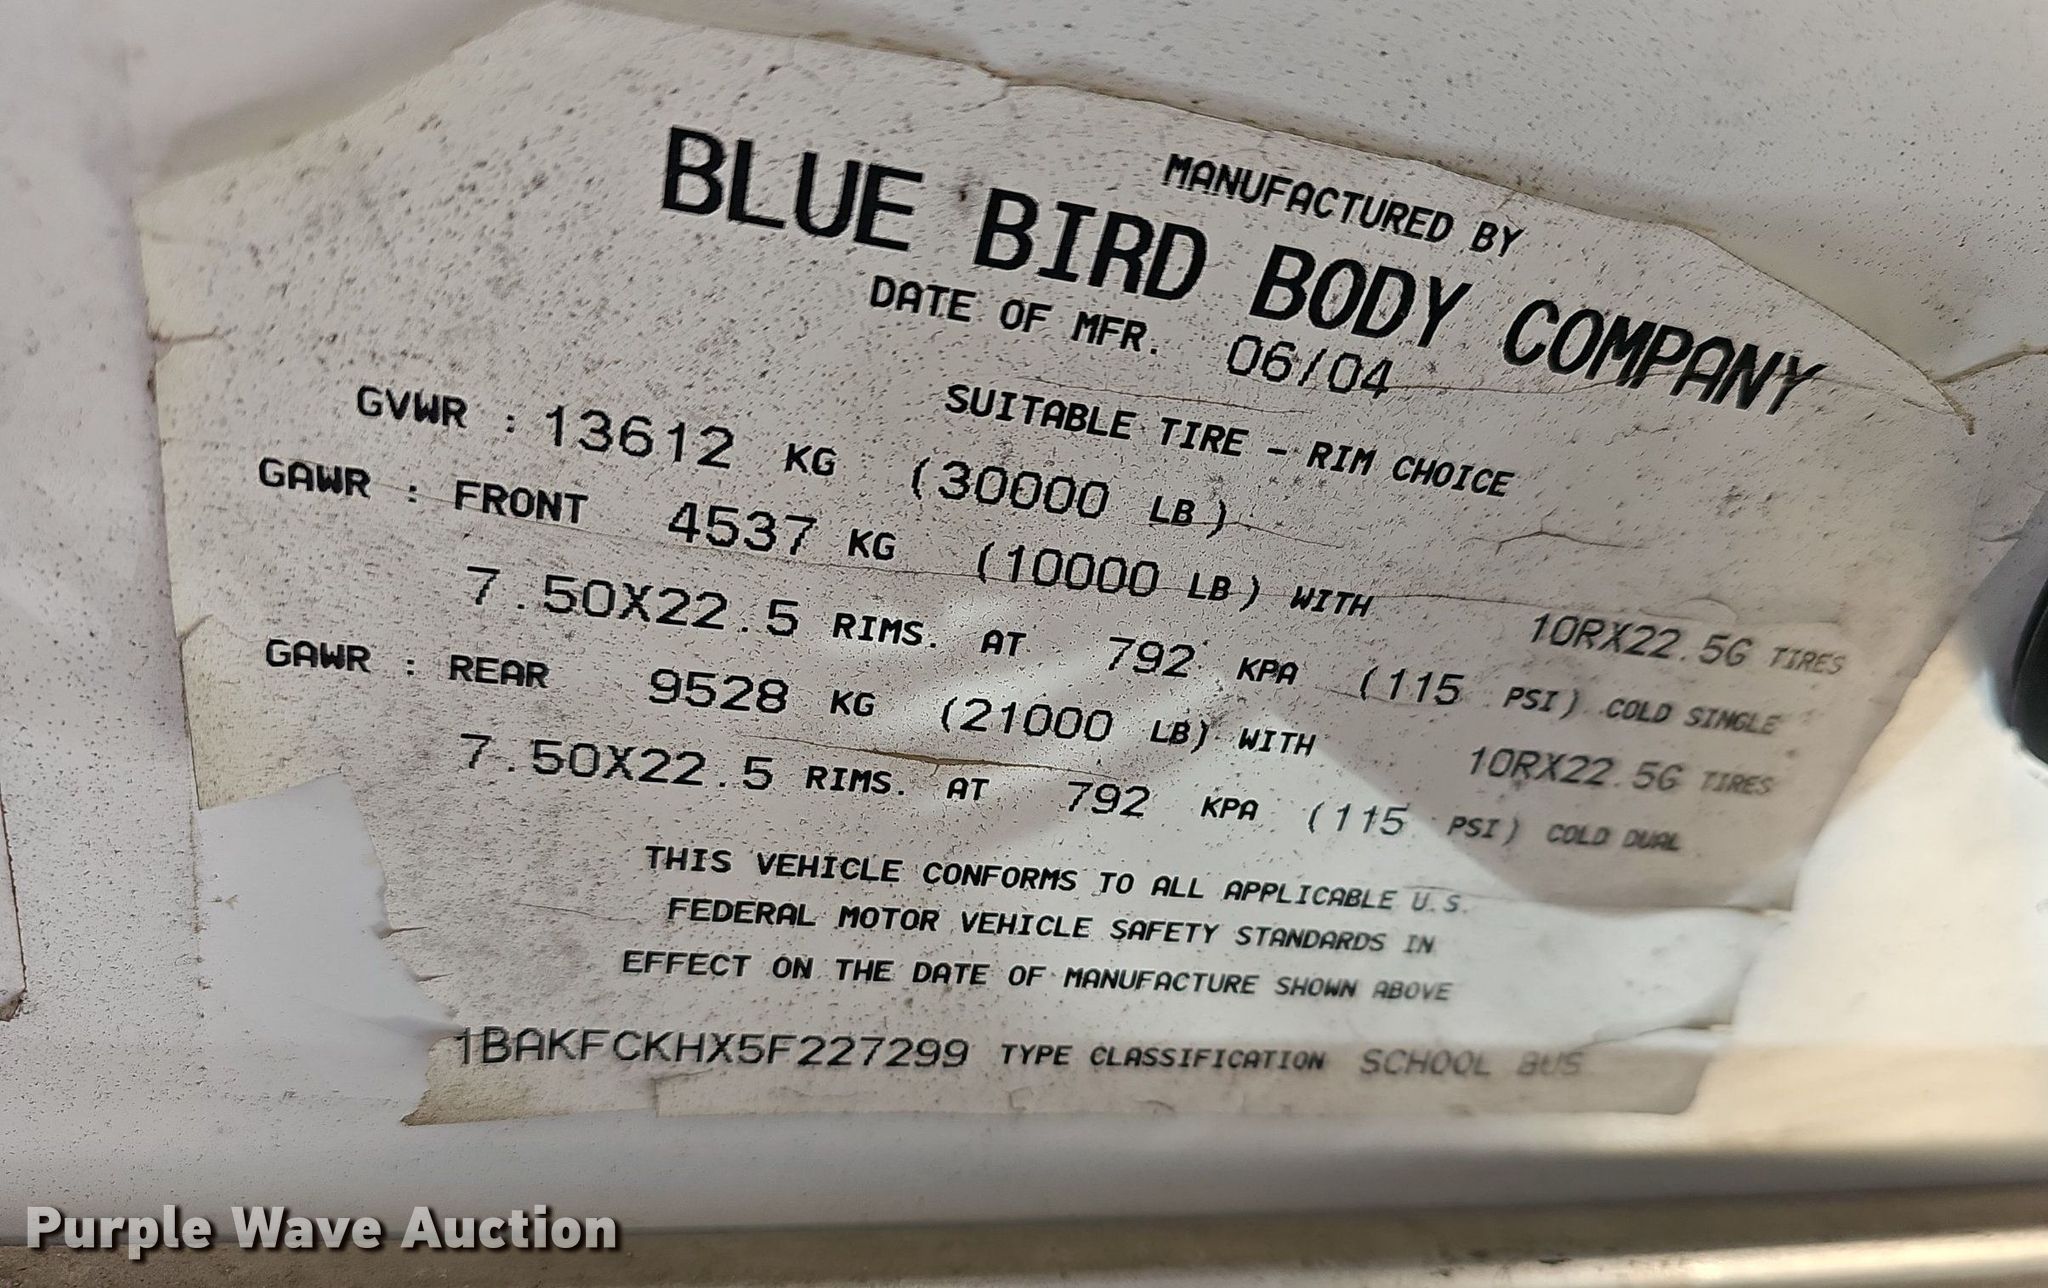 MANUFACTURED BY
BLUE BIRD BODY COMPANY
DATE OF MFR. 06/04
SUITABLE TIRE - RIM CHOICE
GVWR : 13612 KG (30000 LB)
GAWR : FRONT 4537 KG (10000 LB) WITH 10RX22.5G TIRES
7.50X22.5 RIMS. AT 792 KPA (115 PSI) COLD SINGLE
GAWR : REAR 9528 KG (21000 LB) WITH 10RX22.5G TIRES
7.50X22.5 RIMS. AT 792 KPA (115 PSI) COLD DUAL
THIS VEHICLE CONFORMS TO ALL APPLICABLE U.S.
FEDERAL MOTOR VEHICLE SAFETY STANDARDS IN
EFFECT ON THE DATE OF MANUFACTURE SHOWN ABOVE
1BAKFCKHX5F227299 TYPE CLASSIFICATION SCHOOL BUS
Purple Wave Auction